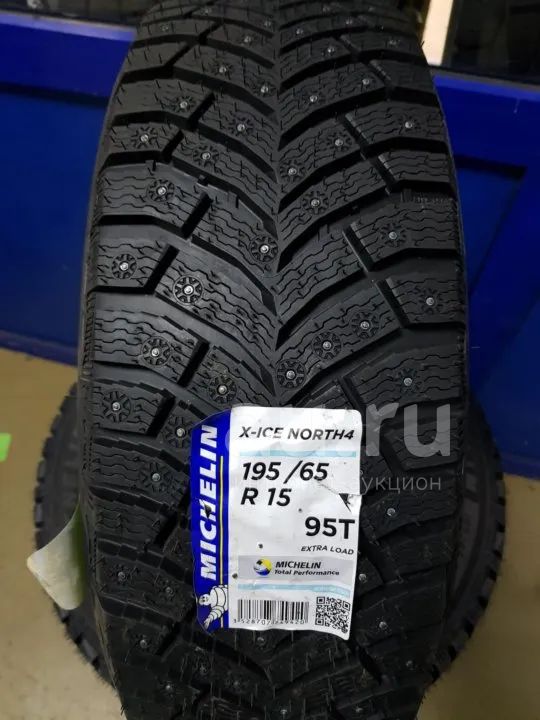 MICHELIN
X-ICE NORTH4
195 /65
R 15
95T
EXTRA LOAD
MICHELIN
Total Performance
.ru
укцион